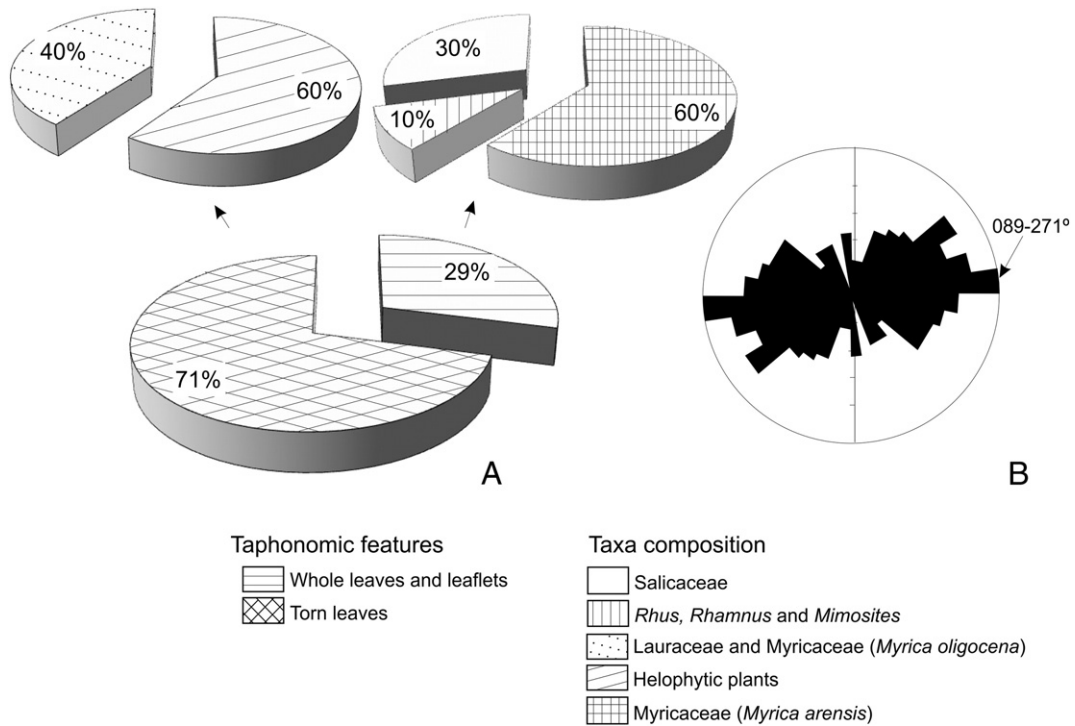 40%
60%
30%
10%
60%
089-271º
29%
71%
A
B
Taphonomic features
Whole leaves and leaflets
Torn leaves
Taxa composition
Salicaceae
Rhus, Rhamnus and Mimosites
Lauraceae and Myricaceae (Myrica oligocena)
Helophytic plants
Myricaceae (Myrica arensis)